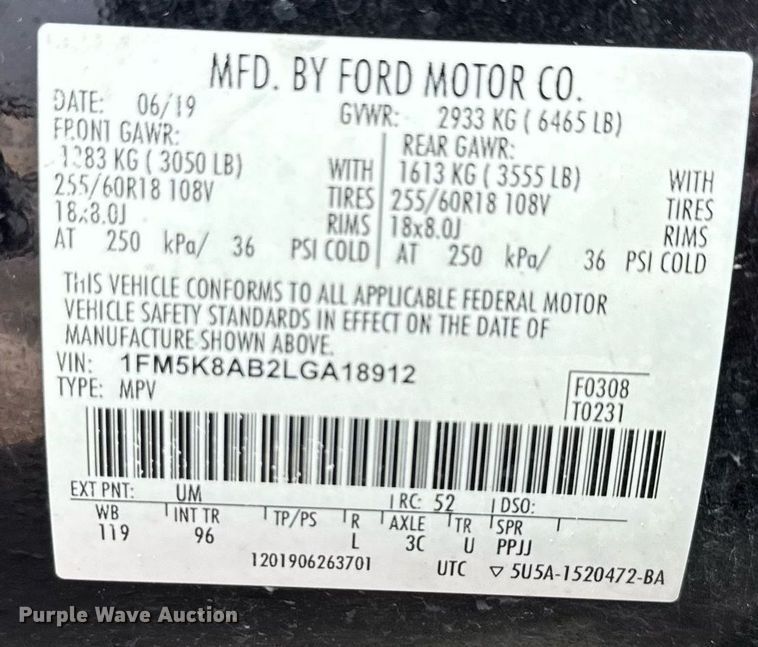 MFD. BY FORD MOTOR CO.
DATE: 06/19 GVWR: 2933 KG ( 6465 LB)
FRONT GAWR: REAR GAWR:
1383 KG ( 3050 LB) WITH 1613 KG ( 3555 LB) WITH
255/60R18 108V TIRES 255/60R18 108V TIRES
18x8.0J RIMS 18x8.0J RIMS
AT 250 kPa/ 36 PSI COLD AT 250 kPa/ 36 PSI COLD
THIS VEHICLE CONFORMS TO ALL APPLICABLE FEDERAL MOTOR
VEHICLE SAFETY STANDARDS IN EFFECT ON THE DATE OF
MANUFACTURE SHOWN ABOVE.
VIN: 1FM5K8AB2LGA18912
TYPE: MPV
F0308
T0231
EXT PNT: UM RC: 52 DSO:
WB INT TR TP/PS R AXLE TR SPR
119 96 L 3C U PPJJ
1201906263701 UTC ▽ 5U5A-1520472-BA
Purple Wave Auction